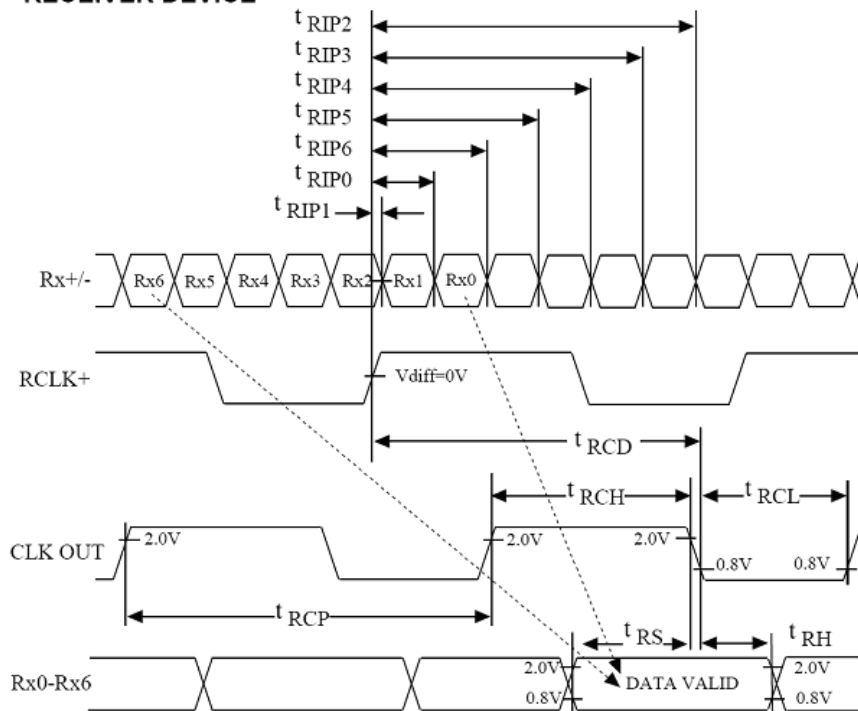 RECEIVER DEVICE
t RIP2
t RIP3
t RIP4
t RIP5
t RIP6
t RIP0
t RIP1
Rx+/- Rx6 Rx5 Rx4 Rx3 Rx2 Rx1 Rx0
RCLK+ Vdiff=0V
t RCD
t RCH t RCL
CLK OUT 2.0V 2.0V 2.0V 0.8V 0.8V
t RCP
t RS t RH
Rx0-Rx6 2.0V DATA VALID 2.0V
0.8V 0.8V